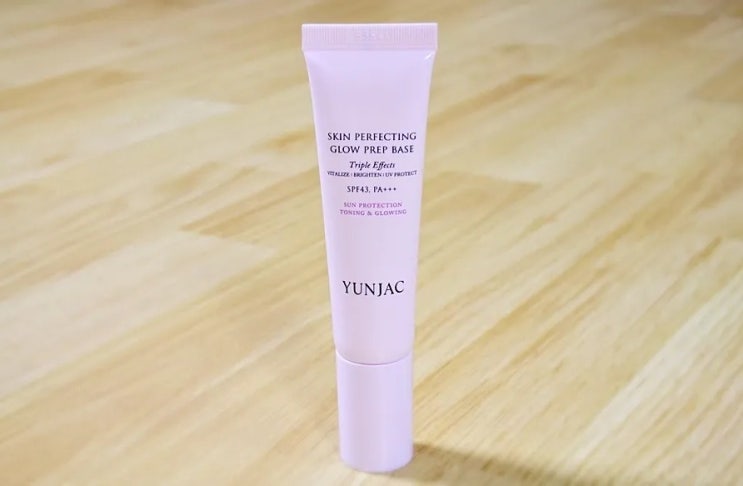 SKIN PERFECTING
GLOW PREP BASE
Triple Effects
VITALIZE | BRIGHTEN | UV PROTECT
SPF43, PA+++
SUN PROTECTION
TONING & GLOWING
YUNJAC